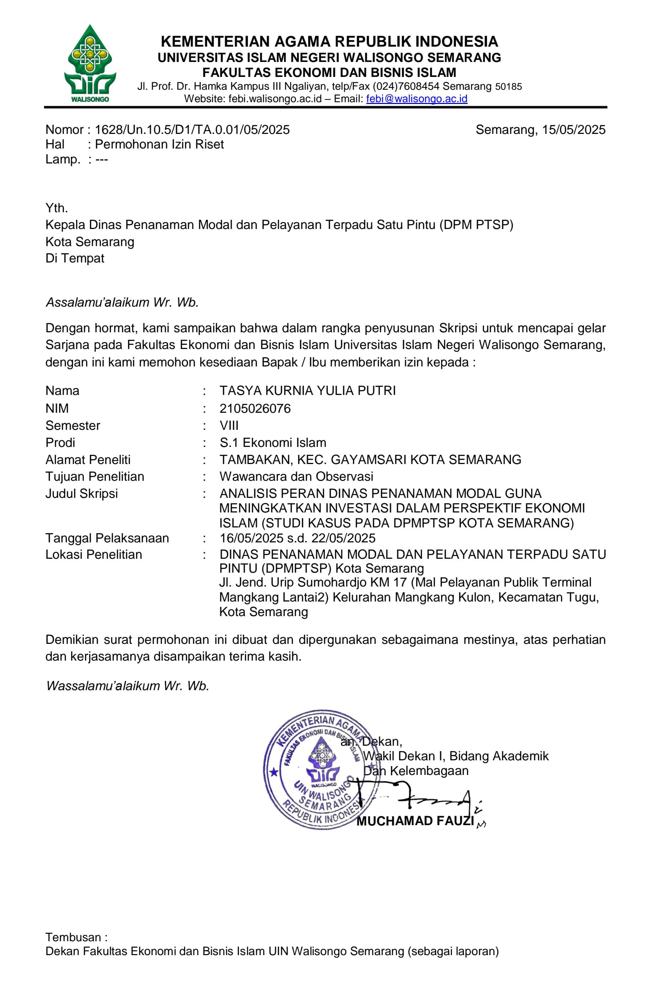 KEMENTERIAN AGAMA REPUBLIK INDONESIA
UNIVERSITAS ISLAM NEGERI WALISONGO SEMARANG
FAKULTAS EKONOMI DAN BISNIS ISLAM
Jl. Prof. Dr. Hamka Kampus III Ngaliyan, telp/Fax (024)7608454 Semarang 50185
Website: febi.walisongo.ac.id – Email: febi@walisongo.ac.id
WALISONGO
Nomor : 1628/Un.10.5/D1/TA.0.01/05/2025 Semarang, 15/05/2025
Hal : Permohonan Izin Riset
Lamp. : ---
Yth.
Kepala Dinas Penanaman Modal dan Pelayanan Terpadu Satu Pintu (DPM PTSP)
Kota Semarang
Di Tempat
Assalamu’alaikum Wr. Wb.
Dengan hormat, kami sampaikan bahwa dalam rangka penyusunan Skripsi untuk mencapai gelar
Sarjana pada Fakultas Ekonomi dan Bisnis Islam Universitas Islam Negeri Walisongo Semarang,
dengan ini kami memohon kesediaan Bapak / Ibu memberikan izin kepada :
Nama : TASYA KURNIA YULIA PUTRI
NIM : 2105026076
Semester : VIII
Prodi : S.1 Ekonomi Islam
Alamat Peneliti : TAMBAKAN, KEC. GAYAMSARI KOTA SEMARANG
Tujuan Penelitian : Wawancara dan Observasi
Judul Skripsi : ANALISIS PERAN DINAS PENANAMAN MODAL GUNA
MENINGKATKAN INVESTASI DALAM PERSPEKTIF EKONOMI
ISLAM (STUDI KASUS PADA DPMPTSP KOTA SEMARANG)
Tanggal Pelaksanaan : 16/05/2025 s.d. 22/05/2025
Lokasi Penelitian : DINAS PENANAMAN MODAL DAN PELAYANAN TERPADU SATU
PINTU (DPMPTSP) Kota Semarang
Jl. Jend. Urip Sumohardjo KM 17 (Mal Pelayanan Publik Terminal
Mangkang Lantai2) Kelurahan Mangkang Kulon, Kecamatan Tugu,
Kota Semarang
Demikian surat permohonan ini dibuat dan dipergunakan sebagaimana mestinya, atas perhatian
dan kerjasamanya disampaikan terima kasih.
Wassalamu’alaikum Wr. Wb.
KEMENTERIAN AGAMA
FAKULTAS EKONOMI DAN BISNIS ISLAM
WALISONGO
UIN WALISONGO
SEMARANG
REPUBLIK INDONESIA
an. Dekan,
Wakil Dekan I, Bidang Akademik
Dan Kelembagaan
MUCHAMAD FAUZI
Tembusan :
Dekan Fakultas Ekonomi dan Bisnis Islam UIN Walisongo Semarang (sebagai laporan)